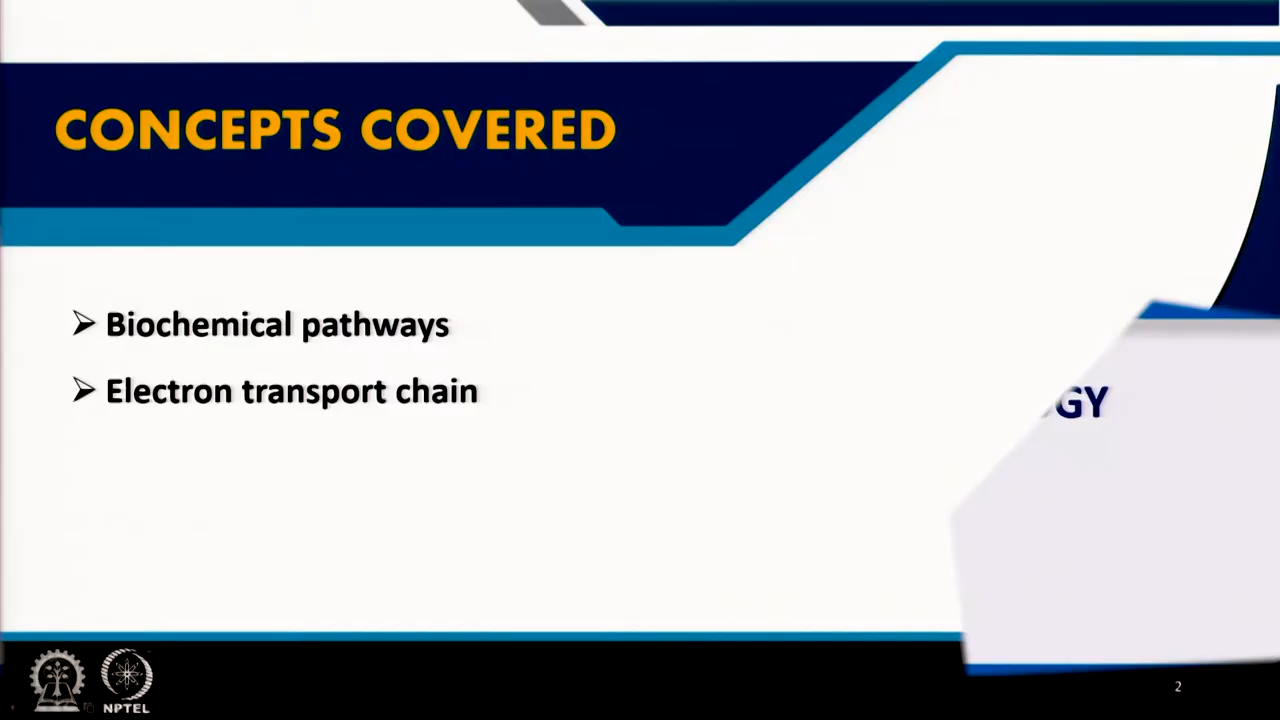 CONCEPTS COVERED
Biochemical pathways
Electron transport chain
GY
NPTEL
2